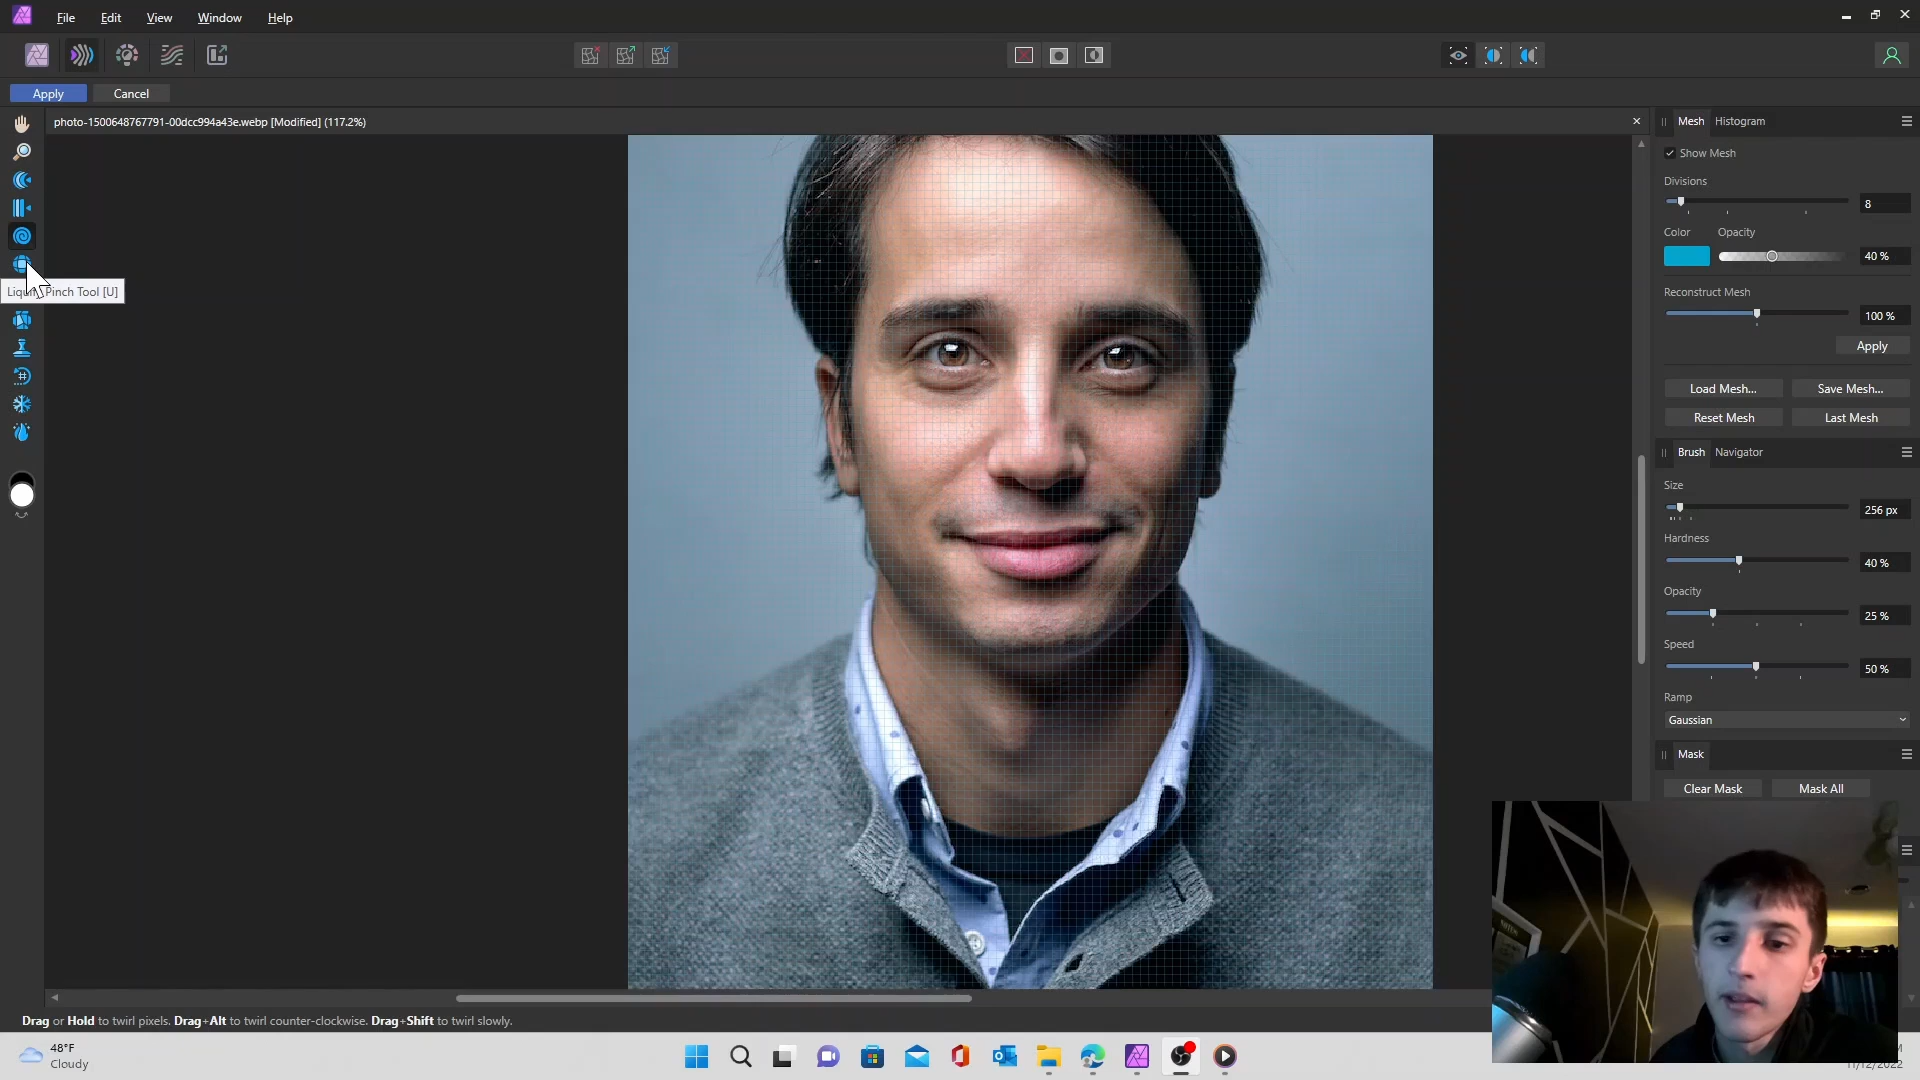 File Edit View Window Help
Apply Cancel
photo-1500648767791-00dcc994a43e.webp [Modified] (117.2%)
Mesh Histogram
Show Mesh
Divisions
8
Color Opacity
40 %
Pinch Tool [U]
Reconstruct Mesh
100 %
Apply
Load Mesh... Save Mesh...
Reset Mesh Last Mesh
Brush Navigator
Size
256 px
Hardness
40 %
Opacity
25 %
Speed
50 %
Ramp
Gaussian
Mask
Clear Mask Mask All
Drag or Hold to twirl pixels. Drag+Alt to twirl counter-clockwise. Drag+Shift to twirl slowly.
48°F
Cloudy
11/12/2022